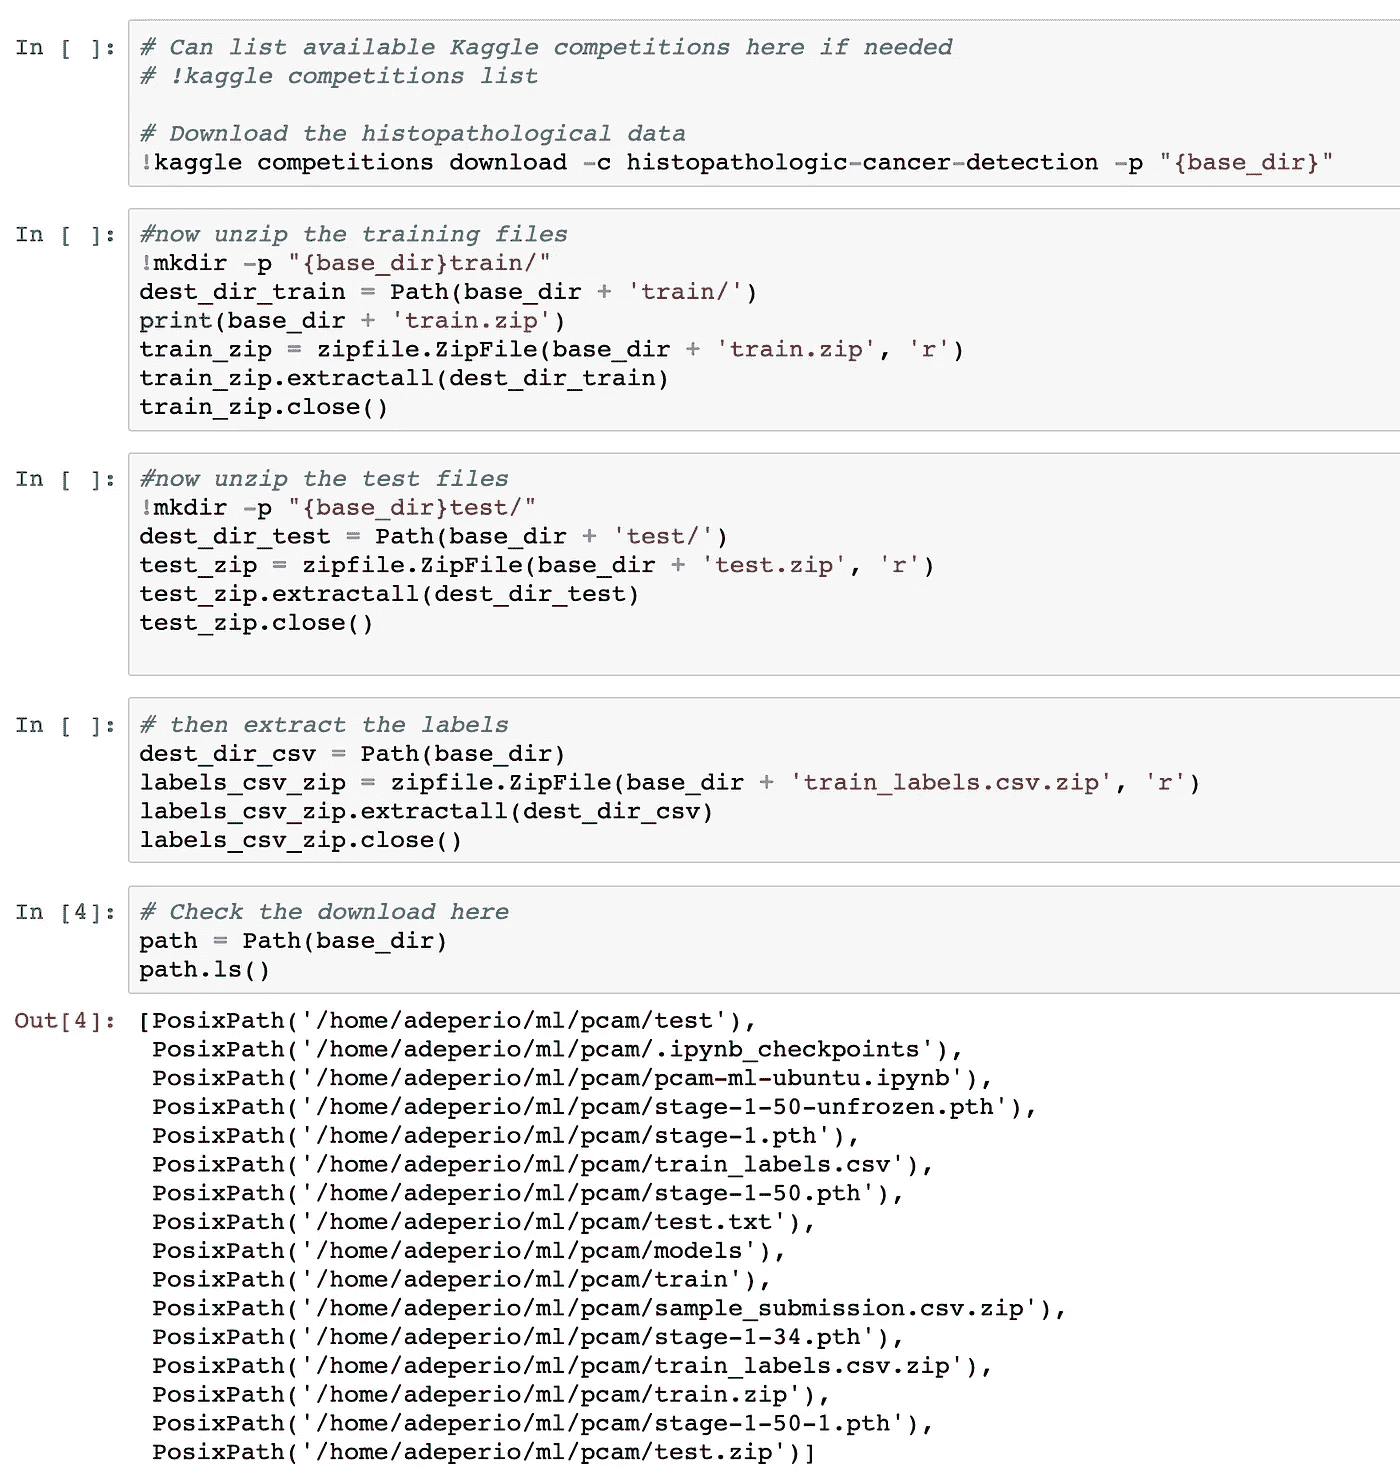 In [ ]: # Can list available Kaggle competitions here if needed
# !kaggle competitions list
# Download the histopathological data
!kaggle competitions download -c histopathologic-cancer-detection -p "{base_dir}"
In [ ]: #now unzip the training files
!mkdir -p "{base_dir}train/"
dest_dir_train = Path(base_dir + 'train/')
print(base_dir + 'train.zip')
train_zip = zipfile.ZipFile(base_dir + 'train.zip', 'r')
train_zip.extractall(dest_dir_train)
train_zip.close()
In [ ]: #now unzip the test files
!mkdir -p "{base_dir}test/"
dest_dir_test = Path(base_dir + 'test/')
test_zip = zipfile.ZipFile(base_dir + 'test.zip', 'r')
test_zip.extractall(dest_dir_test)
test_zip.close()
In [ ]: # then extract the labels
dest_dir_csv = Path(base_dir)
labels_csv_zip = zipfile.ZipFile(base_dir + 'train_labels.csv.zip', 'r')
labels_csv_zip.extractall(dest_dir_csv)
labels_csv_zip.close()
In [4]: # Check the download here
path = Path(base_dir)
path.ls()
Out[4]: [PosixPath('/home/adeperio/ml/pcam/test'),
PosixPath('/home/adeperio/ml/pcam/.ipynb_checkpoints'),
PosixPath('/home/adeperio/ml/pcam/pcam-ml-ubuntu.ipynb'),
PosixPath('/home/adeperio/ml/pcam/stage-1-50-unfrozen.pth'),
PosixPath('/home/adeperio/ml/pcam/stage-1.pth'),
PosixPath('/home/adeperio/ml/pcam/train_labels.csv'),
PosixPath('/home/adeperio/ml/pcam/stage-1-50.pth'),
PosixPath('/home/adeperio/ml/pcam/test.txt'),
PosixPath('/home/adeperio/ml/pcam/models'),
PosixPath('/home/adeperio/ml/pcam/train'),
PosixPath('/home/adeperio/ml/pcam/sample_submission.csv.zip'),
PosixPath('/home/adeperio/ml/pcam/stage-1-34.pth'),
PosixPath('/home/adeperio/ml/pcam/train_labels.csv.zip'),
PosixPath('/home/adeperio/ml/pcam/train.zip'),
PosixPath('/home/adeperio/ml/pcam/stage-1-50-1.pth'),
PosixPath('/home/adeperio/ml/pcam/test.zip')]